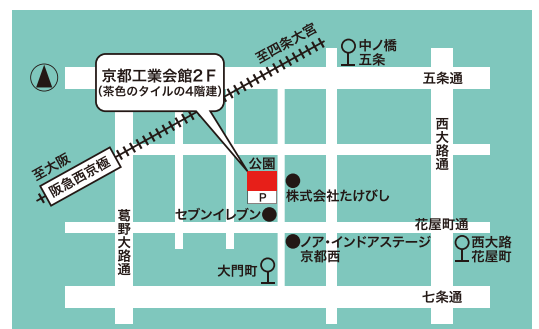 至四条大宮
中ノ橋
五条
京都工業会館2F
(茶色のタイルの4階建)
五条通
西大路通
至大阪
阪急西京極
公園
P
株式会社たけびし
セブンイレブン
葛野大路通
花屋町通
ノア・インドアステージ
京都西
西大路
花屋町
大門町
七条通